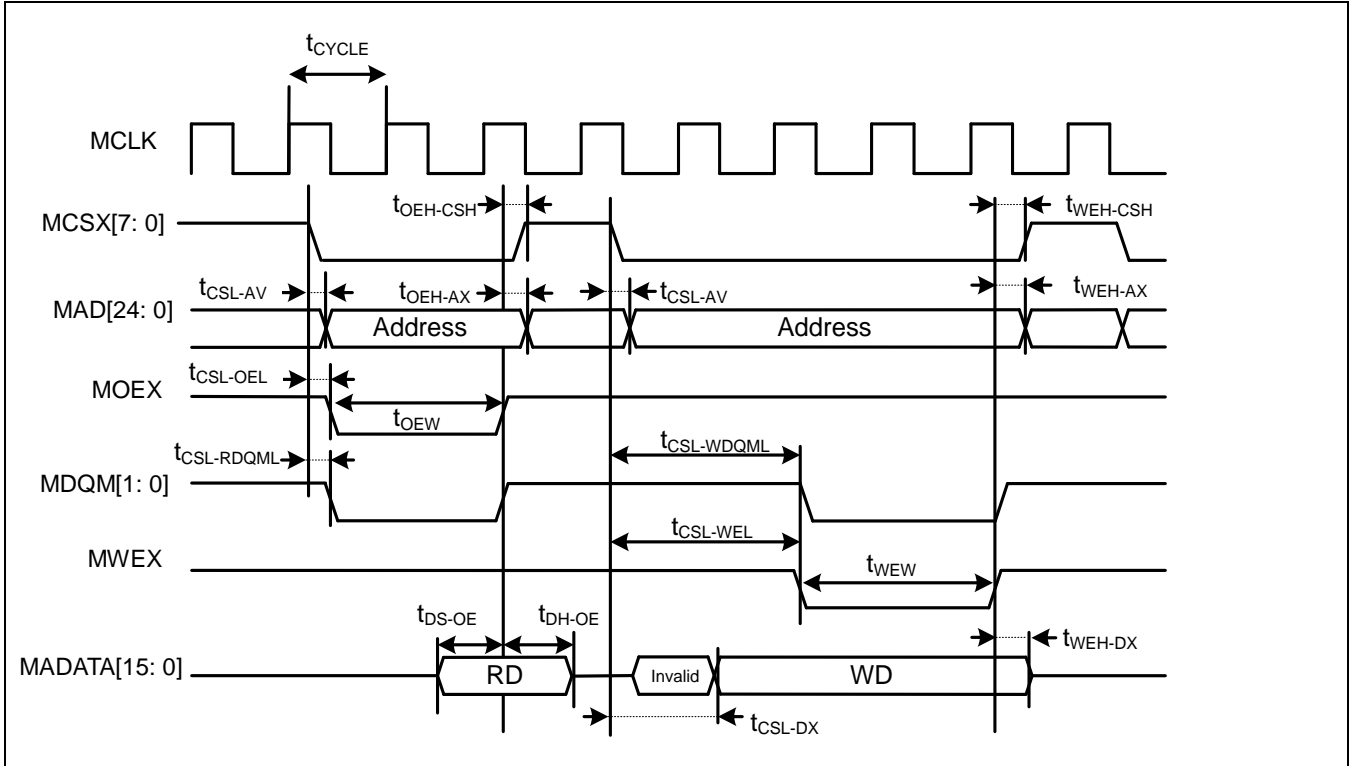 tCYCLE
MCLK
tOEH-CSH
tWEH-CSH
MCSX[7: 0]
tCSL-AV
tOEH-AX
tCSL-AV
tWEH-AX
MAD[24: 0]
Address
Address
tCSL-OEL
MOEX
tOEW
tCSL-WDQML
tCSL-RDQML
MDQM[1: 0]
tCSL-WEL
MWEX
tWEW
tDS-OE
tDH-OE
tWEH-DX
MADATA[15: 0]
RD
Invalid
WD
tCSL-DX